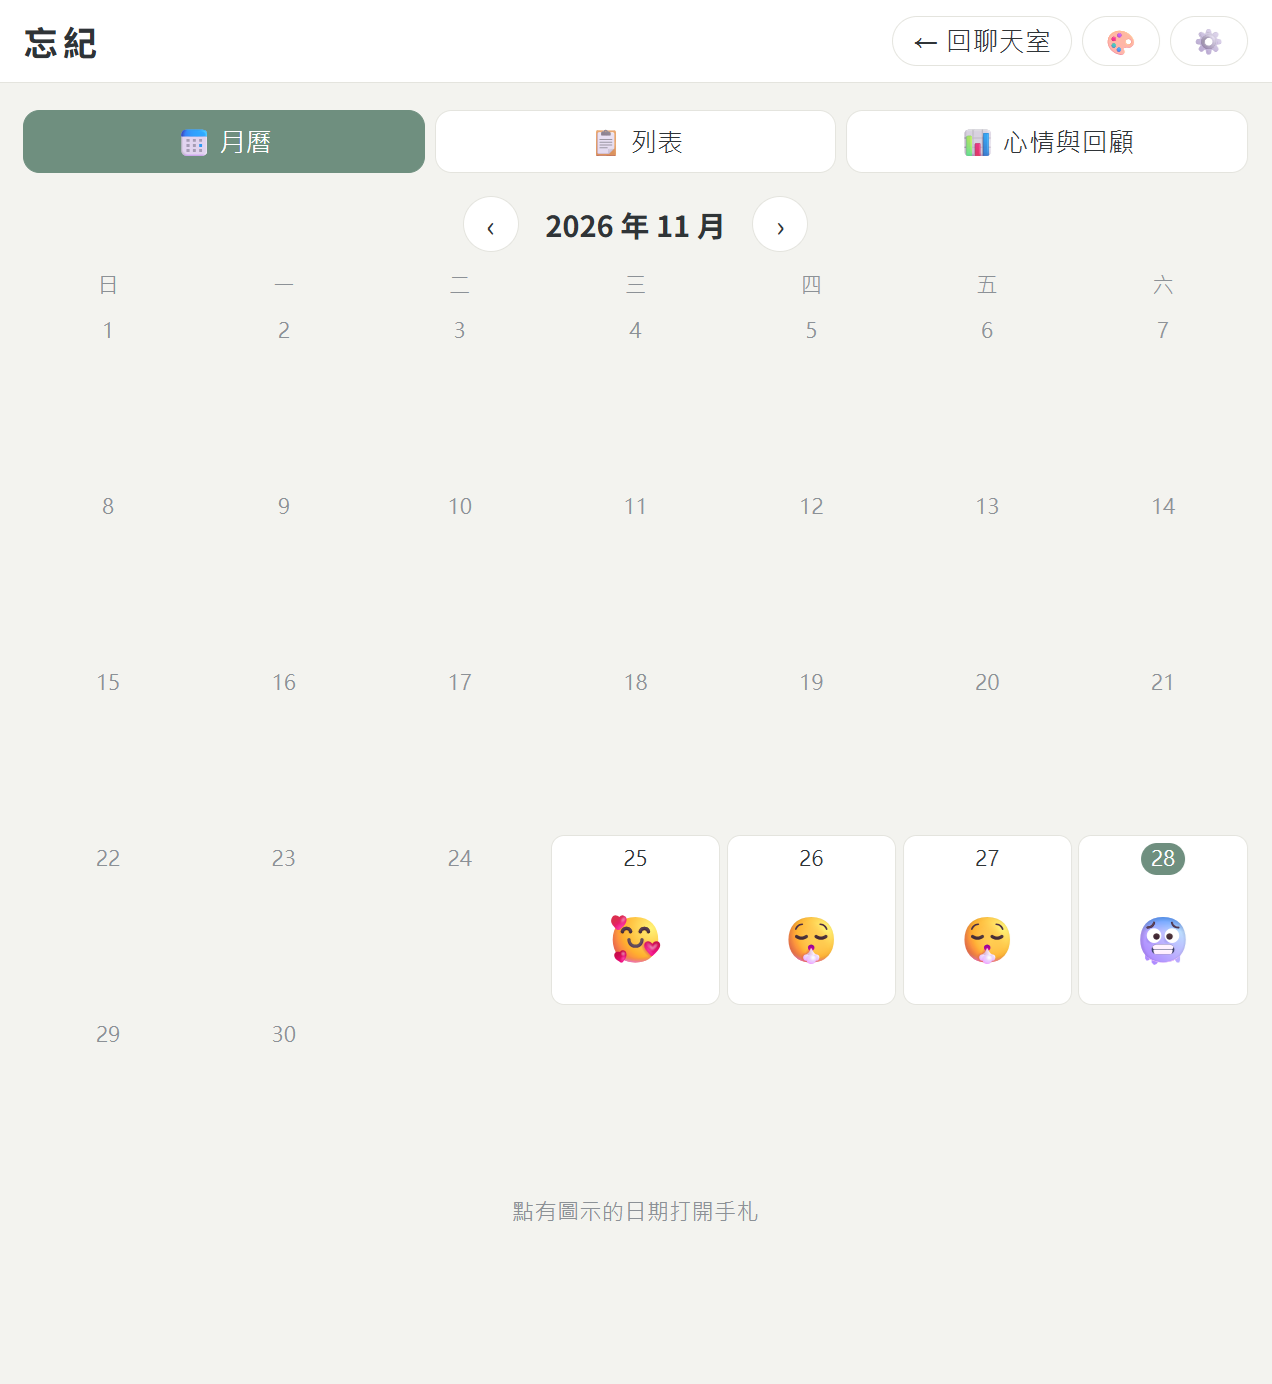 忘紀
← 回聊天室
月曆
列表
心情與回顧
‹ 2026 年 11 月 ›
日 一 二 三 四 五 六
1 2 3 4 5 6 7
8 9 10 11 12 13 14
15 16 17 18 19 20 21
22 23 24 25 26 27 28
29 30
點有圖示的日期打開手札